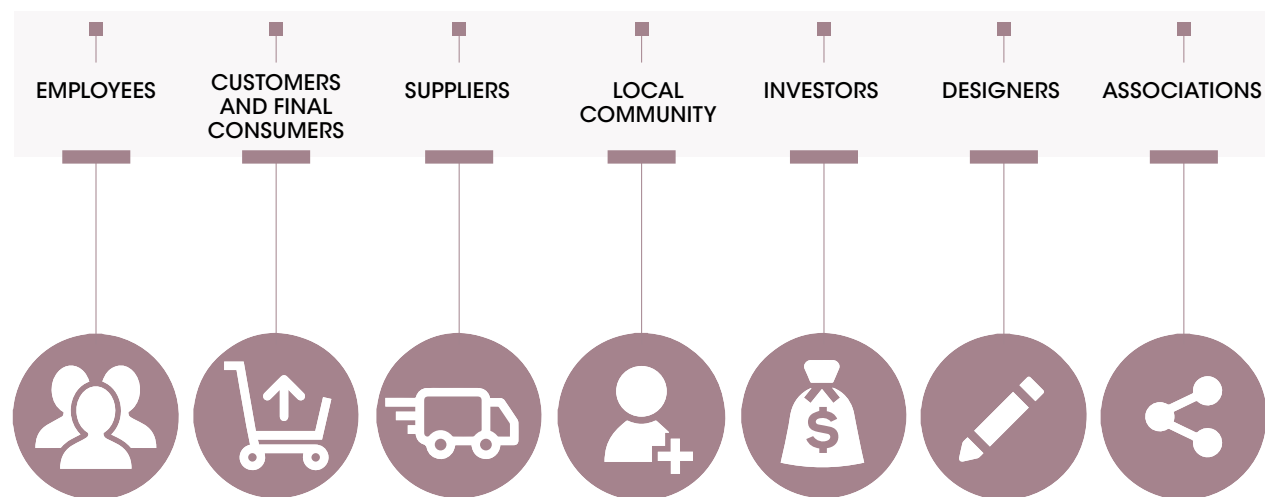 EMPLOYEES
CUSTOMERS
AND FINAL
CONSUMERS
SUPPLIERS
LOCAL
COMMUNITY
INVESTORS
DESIGNERS
ASSOCIATIONS
$